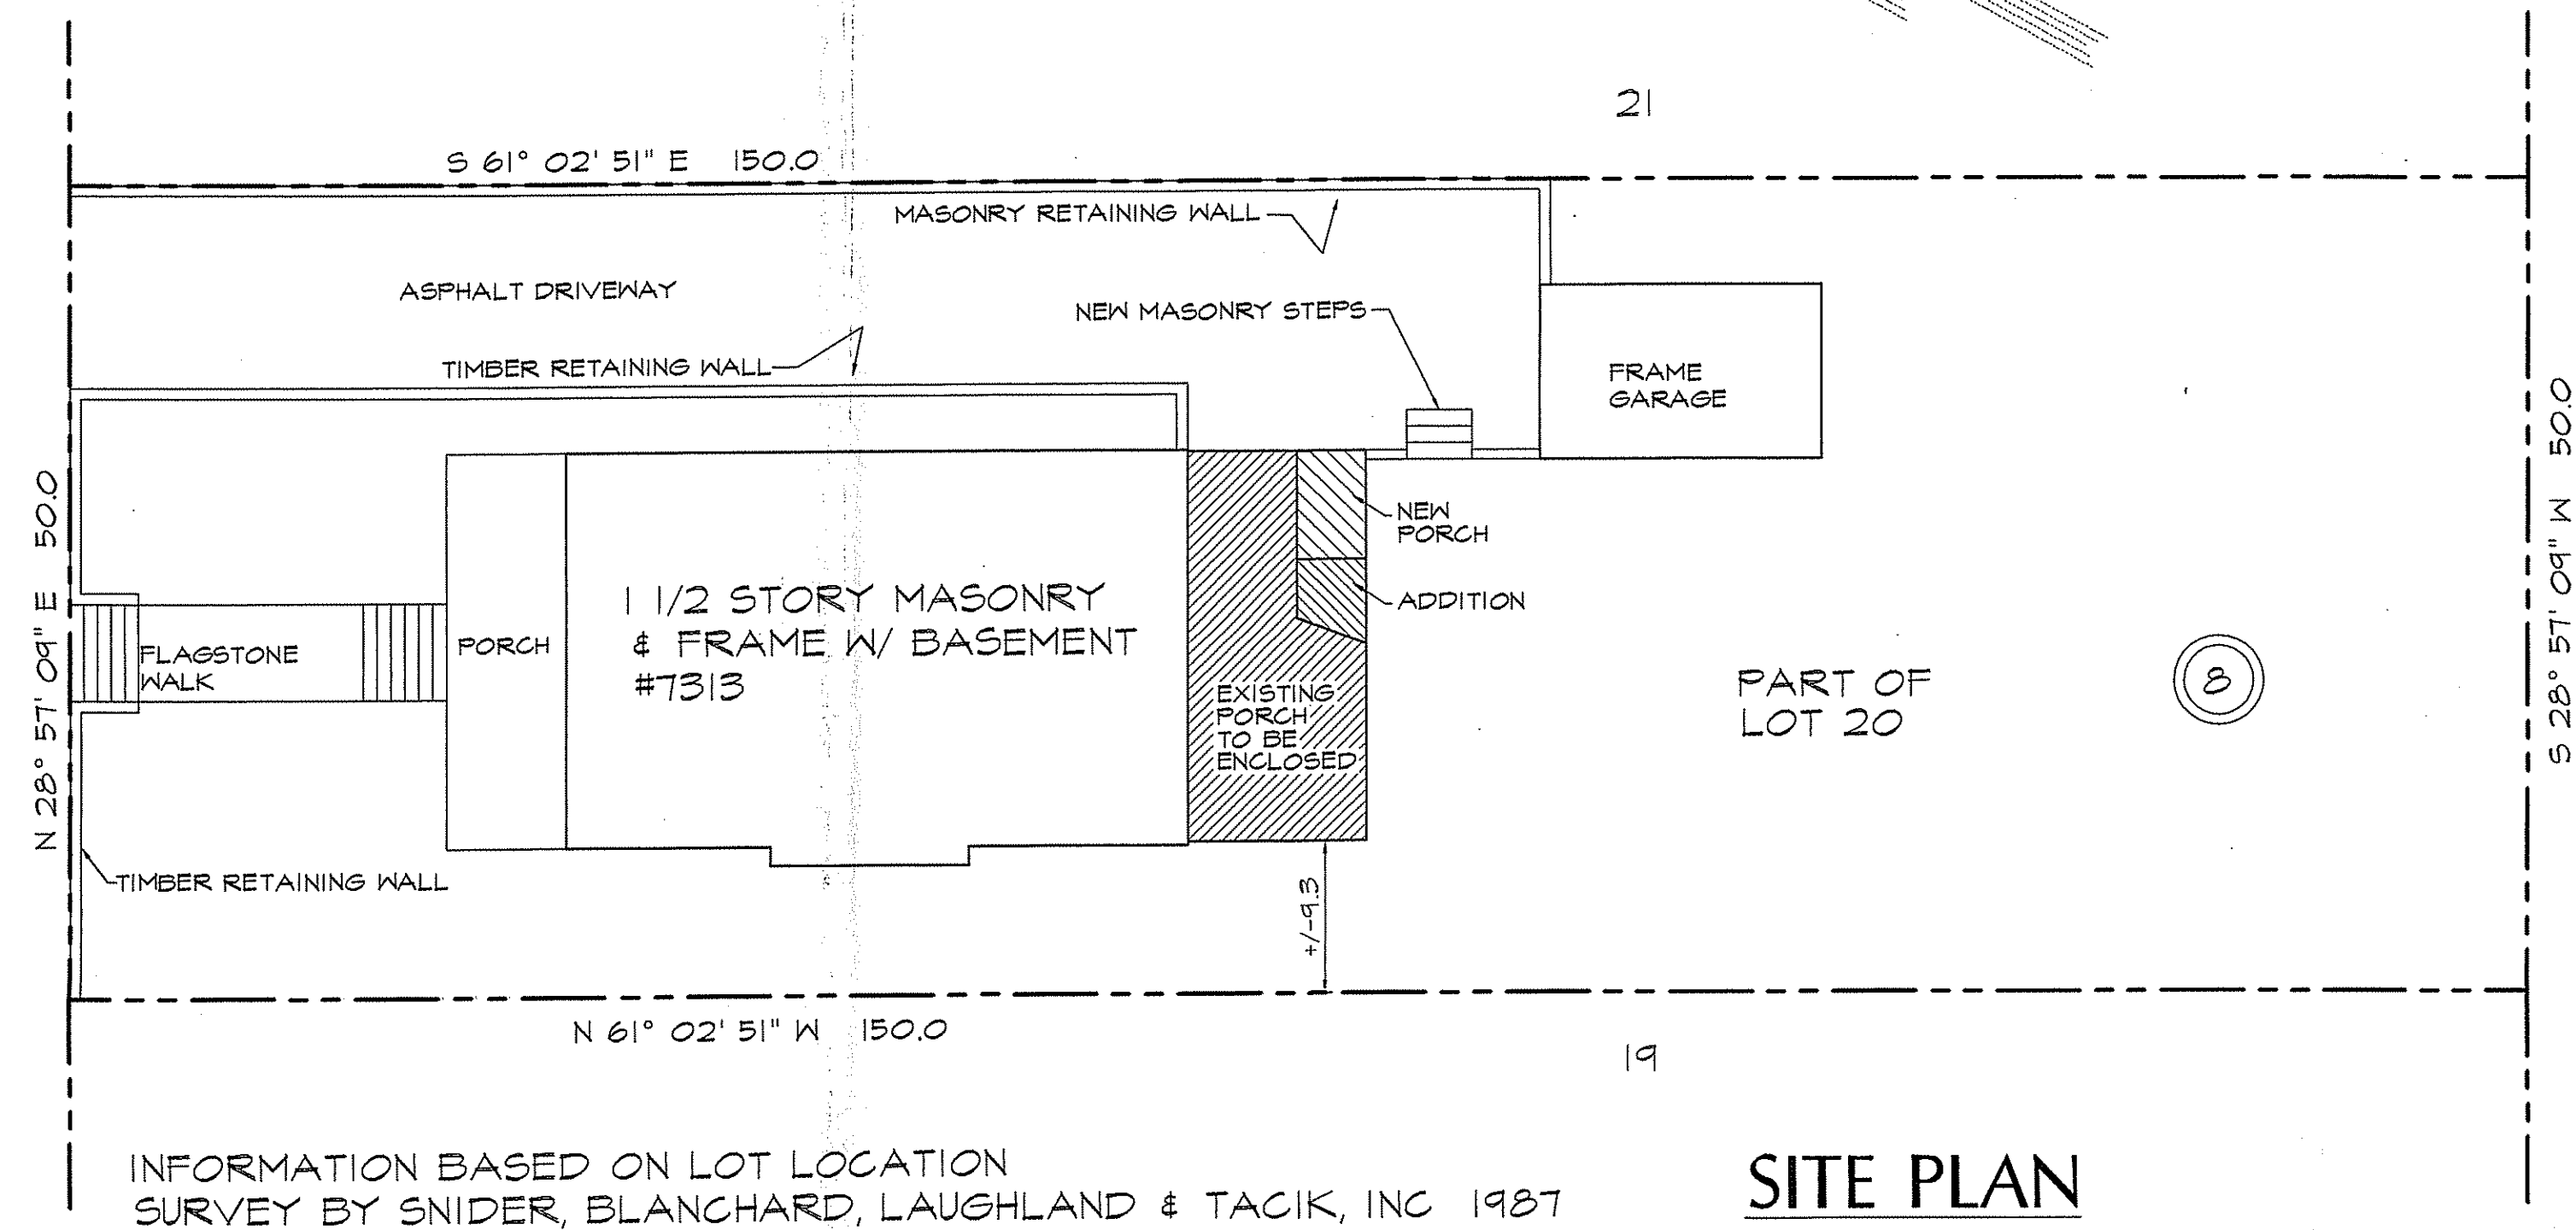 21
S 61° 02' 51" E 150.0
MASONRY RETAINING WALL
ASPHALT DRIVEWAY
NEW MASONRY STEPS
TIMBER RETAINING WALL
FRAME
GARAGE
N 28° 57' 09" E 50.0
S 28° 57' 09" W 50.0
NEW
PORCH
ADDITION
1 1/2 STORY MASONRY
& FRAME W/ BASEMENT
#7313
PORCH
FLAGSTONE
WALK
EXISTING
PORCH
TO BE
ENCLOSED
PART OF
LOT 20
8
TIMBER RETAINING WALL
+/-9.3
N 61° 02' 51" W 150.0
19
INFORMATION BASED ON LOT LOCATION
SURVEY BY SNIDER, BLANCHARD, LAUGHLAND & TACIK, INC 1987
SITE PLAN